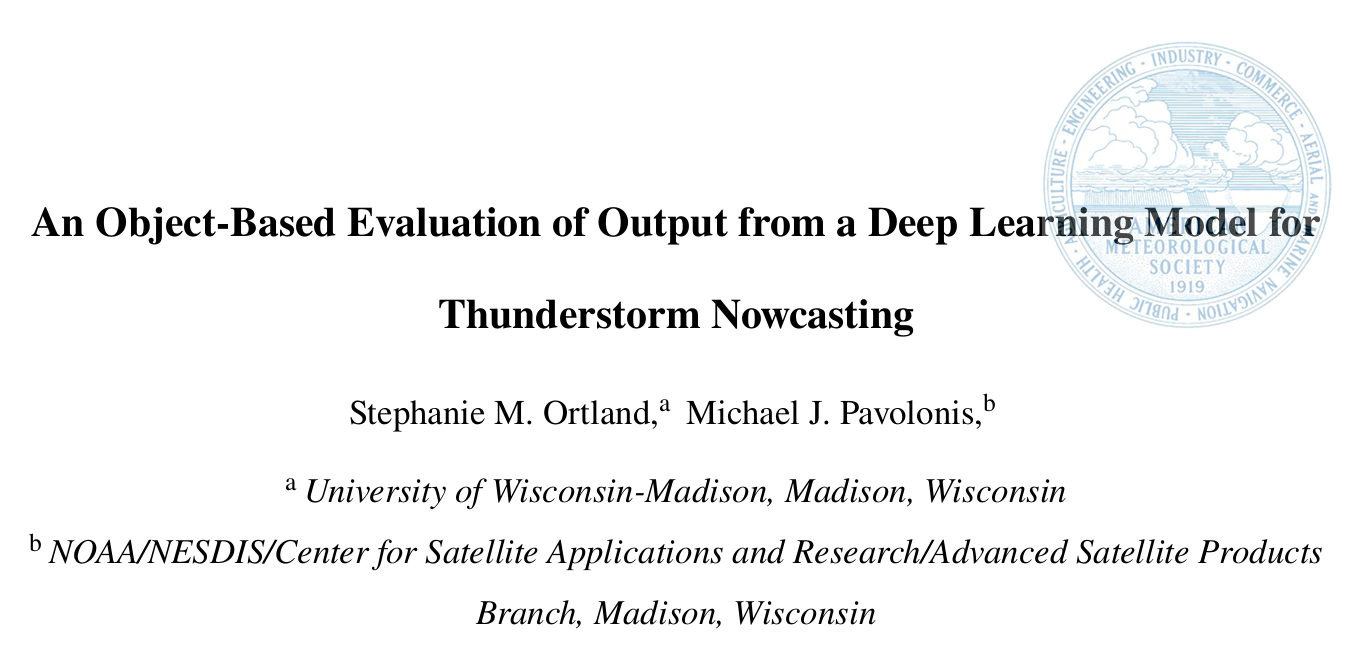 An Object-Based Evaluation of Output from a Deep Learning Model for
Thunderstorm Nowcasting
Stephanie M. Ortland,a Michael J. Pavolonis,b
a University of Wisconsin-Madison, Madison, Wisconsin
b NOAA/NESDIS/Center for Satellite Applications and Research/Advanced Satellite Products
Branch, Madison, Wisconsin
AGRICULTURE · ENGINEERING · INDUSTRY · COMMERCE · AERIAL AND MARINE NAVIGATION · PUBLIC HEALTH ·
AMERICAN
METEOROLOGICAL
SOCIETY
1919